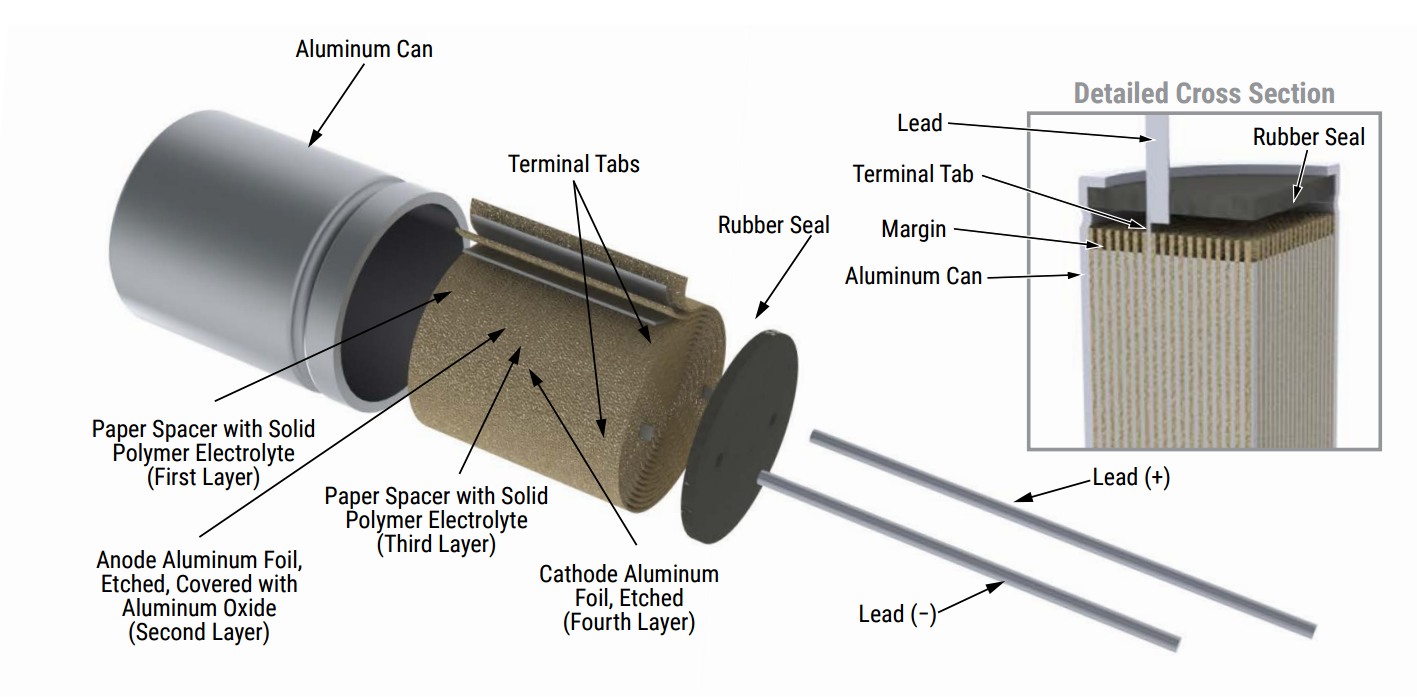 Aluminum Can
Terminal Tabs
Rubber Seal
Paper Spacer with Solid
Polymer Electrolyte
(First Layer)
Anode Aluminum Foil,
Etched, Covered with
Aluminum Oxide
(Second Layer)
Paper Spacer with Solid
Polymer Electrolyte
(Third Layer)
Cathode Aluminum
Foil, Etched
(Fourth Layer)
Lead (+)
Lead (−)
Detailed Cross Section
Lead
Rubber Seal
Terminal Tab
Margin
Aluminum Can